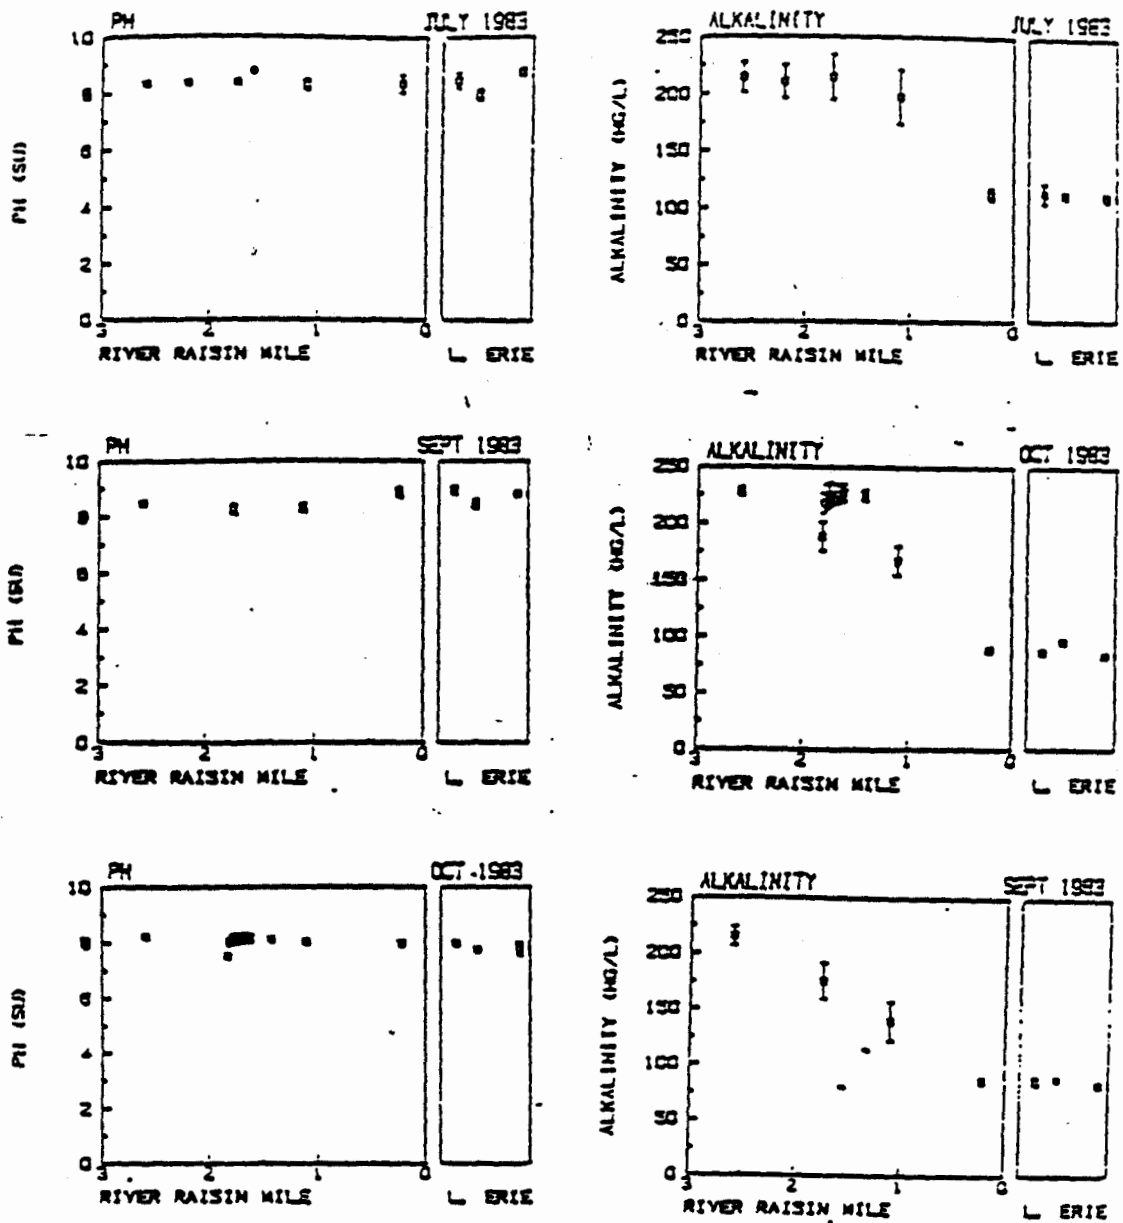 PH JULY 1983
10
8
6
4
2
0
PH (SU)
3 2 1 0
RIVER RAISIN MILE L. ERIE
ALKALINITY JULY 1983
250
200
150
100
50
0
ALKALINITY (MG/L)
3 2 1 0
RIVER RAISIN MILE L. ERIE
PH SEPT 1983
10
8
6
4
2
0
PH (SU)
3 2 1 0
RIVER RAISIN MILE L. ERIE
ALKALINITY OCT 1983
250
200
150
100
50
0
ALKALINITY (MG/L)
3 2 1 0
RIVER RAISIN MILE L. ERIE
PH OCT 1983
10
8
6
4
2
0
PH (SU)
3 2 1 0
RIVER RAISIN MILE L. ERIE
ALKALINITY SEPT 1983
250
200
150
100
50
0
ALKALINITY (MG/L)
3 2 1 0
RIVER RAISIN MILE L. ERIE